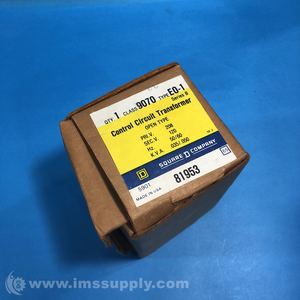 QTY. 1 CLASS 9070 TYPE EO-1
Series B
Control Circuit Transformer
OPEN TYPE
PRI. V. 208
SEC. V. 120
Hz. 50/60
K.V.A. .025/.050
D SQUARE D COMPANY
5901
MADE IN USA
81953
© www.imssupply.com